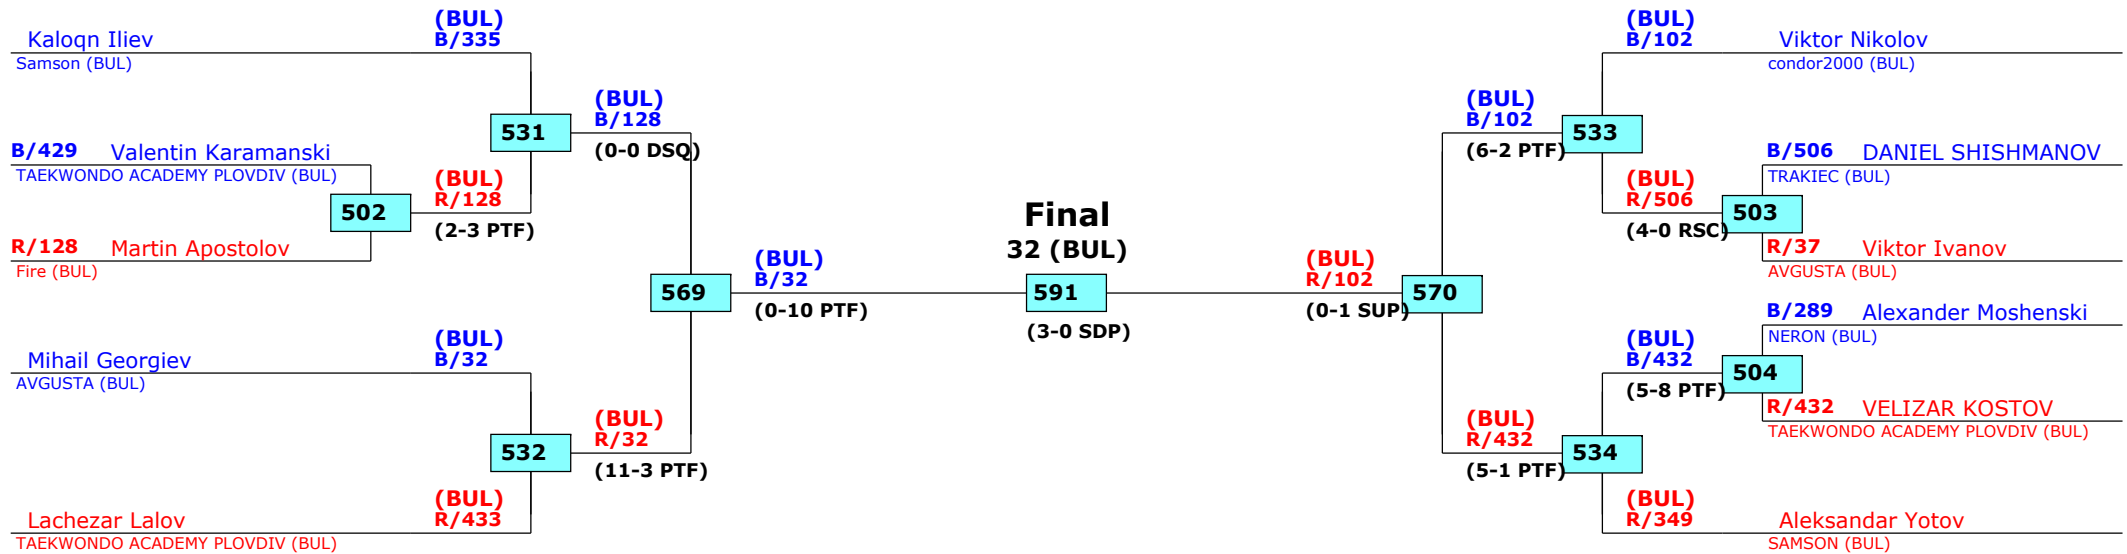 (BUL)
B/335
Kaloqn Iliev
Samson (BUL)
531
(BUL)
B/128
(0-0 DSQ)
B/429 Valentin Karamanski
TAEKWONDO ACADEMY PLOVDIV (BUL)
502
(BUL)
R/128
(2-3 PTF)
R/128 Martin Apostolov
Fire (BUL)
569
(BUL)
B/32
(0-10 PTF)
(BUL)
B/32
Mihail Georgiev
AVGUSTA (BUL)
532
(BUL)
R/32
(11-3 PTF)
(BUL)
R/433
Lachezar Lalov
TAEKWONDO ACADEMY PLOVDIV (BUL)
Final
32 (BUL)
591
(3-0 SDP)
(BUL)
R/102
(0-1 SUP)
570
(BUL)
B/102
Viktor Nikolov
condor2000 (BUL)
(BUL)
B/102
(6-2 PTF)
533
B/506 DANIEL SHISHMANOV
TRAKIEC (BUL)
(BUL)
R/506
(4-0 RSC)
503
R/37 Viktor Ivanov
AVGUSTA (BUL)
B/289 Alexander Moshenski
NERON (BUL)
(BUL)
B/432
(5-8 PTF)
504
R/432 VELIZAR KOSTOV
TAEKWONDO ACADEMY PLOVDIV (BUL)
(BUL)
R/432
(5-1 PTF)
534
(BUL)
R/349
Aleksandar Yotov
SAMSON (BUL)